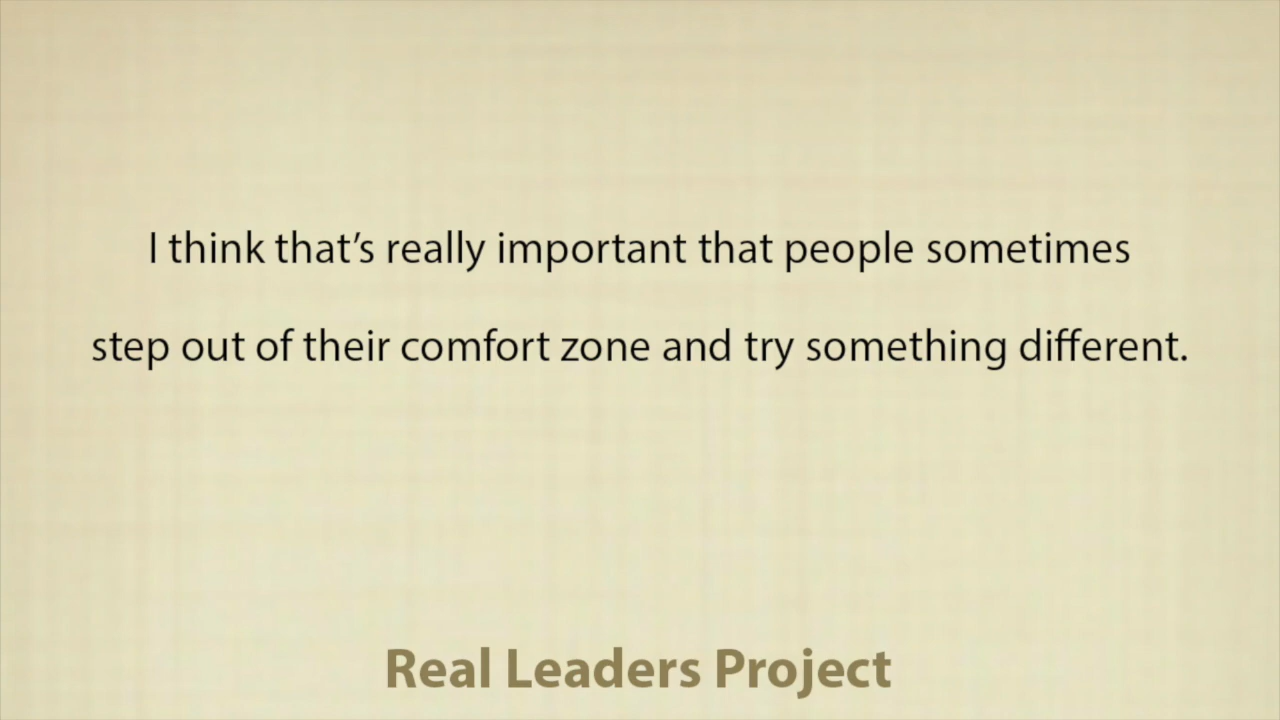 I think that’s really important that people sometimes
step out of their comfort zone and try something different.
Real Leaders Project